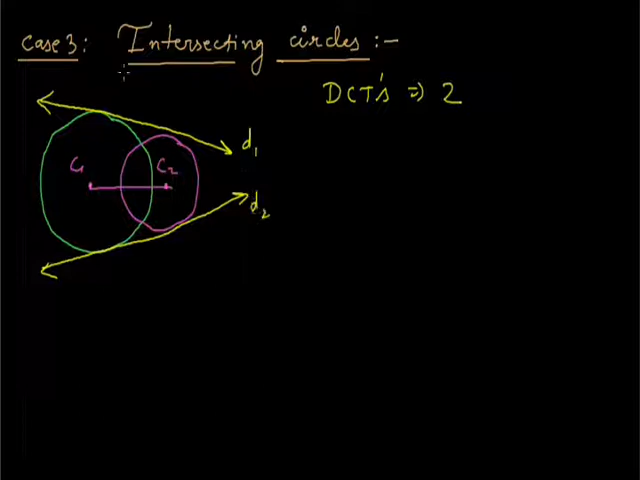 Case 3: Intersecting circles :-
DCT's => 2
C₁ C₂
d₁
d₂